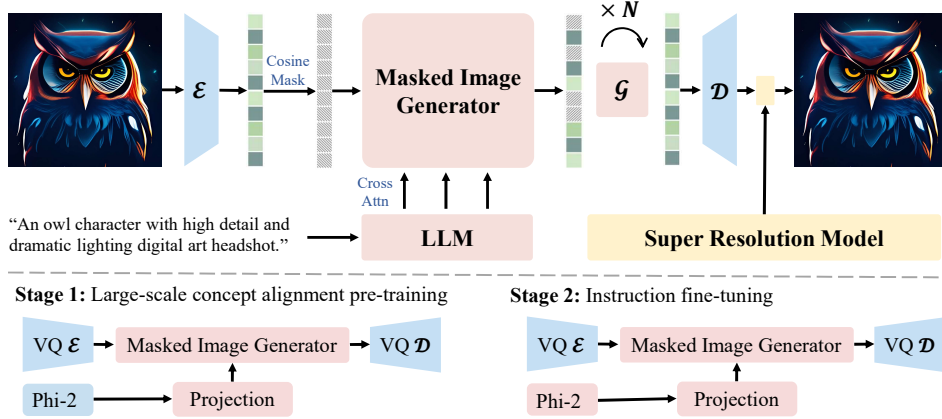 × N
ℰ
Cosine
Mask
Masked Image
Generator
𝒢
𝒟
Cross
Attn
“An owl character with high detail and
dramatic lighting digital art headshot.”
LLM
Super Resolution Model
Stage 1: Large-scale concept alignment pre-training
VQ ℰ
Masked Image Generator
VQ 𝒟
Phi-2
Projection
Stage 2: Instruction fine-tuning
VQ ℰ
Masked Image Generator
VQ 𝒟
Phi-2
Projection